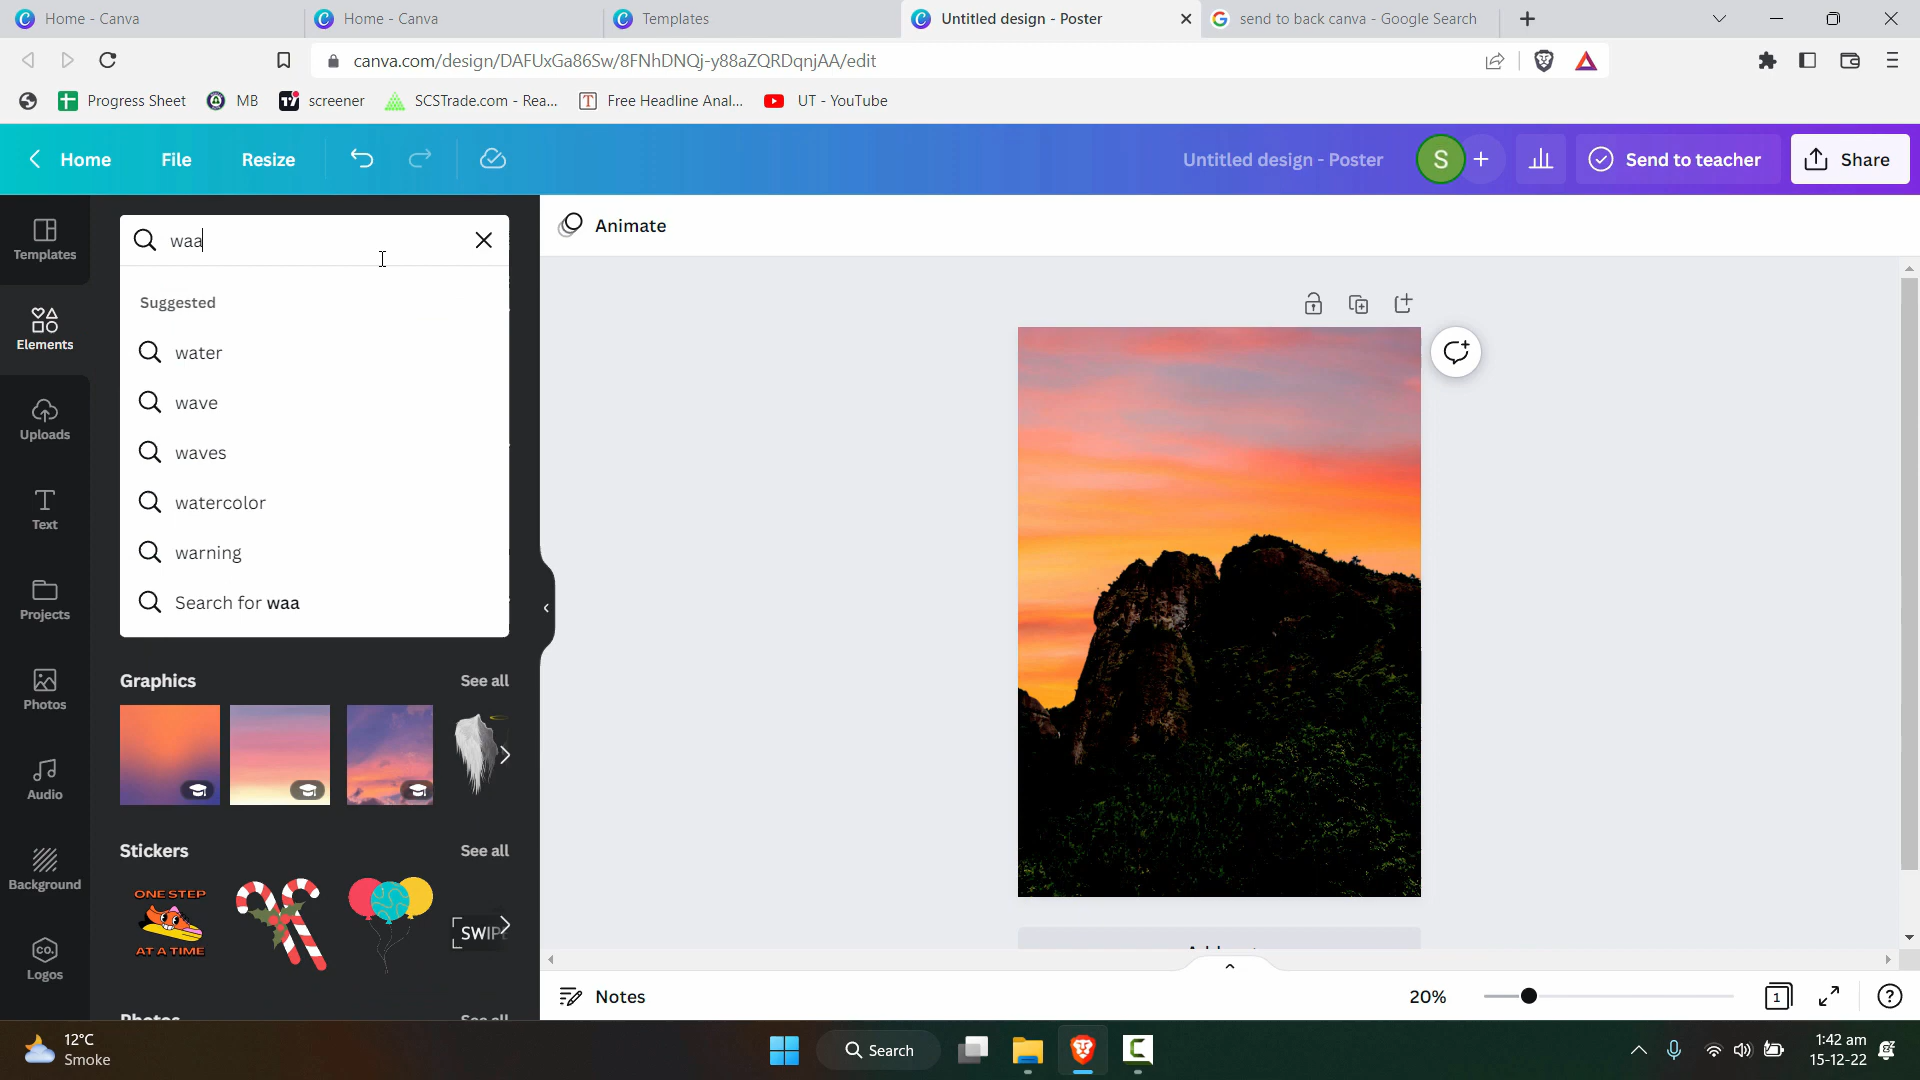 Home - Canva
Home - Canva
Templates
Untitled design - Poster
send to back canva - Google Search
canva.com/design/DAFUxGa86Sw/8FNhDNQj-y88aZQRDqnjAA/edit
Progress Sheet
MB
screener
SCSTrade.com - Rea...
Free Headline Anal...
UT - YouTube
Home
File
Resize
Untitled design - Poster
S
Send to teacher
Share
Templates
Elements
Uploads
Text
Projects
Photos
Audio
Background
CO.
Logos
waa
Suggested
water
wave
waves
watercolor
warning
Search for waa
Graphics
See all
Stickers
See all
ONE STEP
AT A TIME
SWIP
Animate
Notes
20%
1
12°C
Smoke
Search
1:42 am
15-12-22